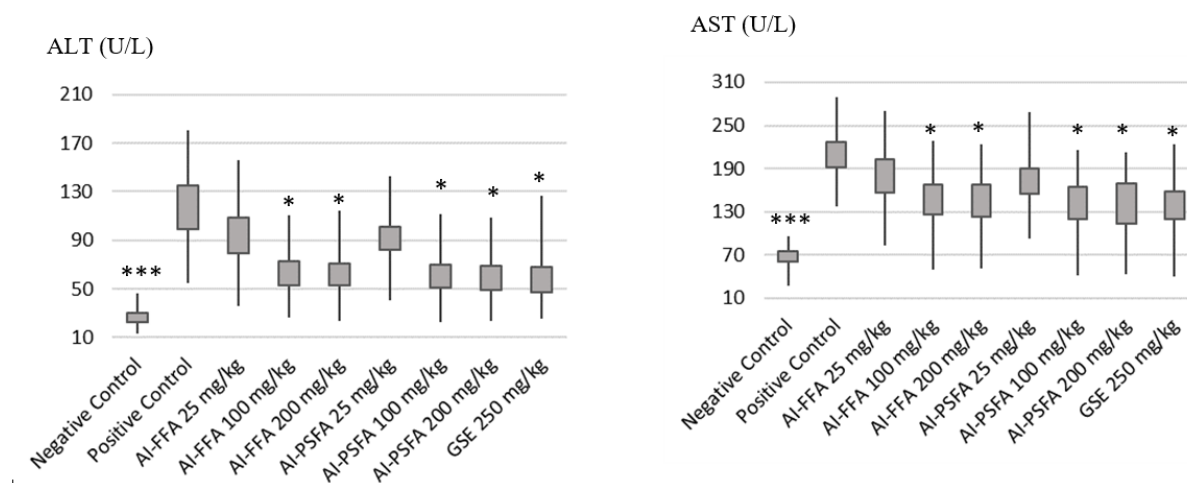 ALT (U/L)
210
170
130
90
50
10
***
*
*
*
*
*
Negative Control
Positive Control
AI-FFA 25 mg/kg
AI-FFA 100 mg/kg
AI-FFA 200 mg/kg
AI-PSFA 25 mg/kg
AI-PSFA 100 mg/kg
AI-PSFA 200 mg/kg
GSE 250 mg/kg
AST (U/L)
310
250
190
130
70
10
***
*
*
*
*
*
Negative Control
Positive Control
AI-FFA 25 mg/kg
AI-FFA 100 mg/kg
AI-FFA 200 mg/kg
AI-PSFA 25 mg/kg
AI-PSFA 100 mg/kg
AI-PSFA 200 mg/kg
GSE 250 mg/kg